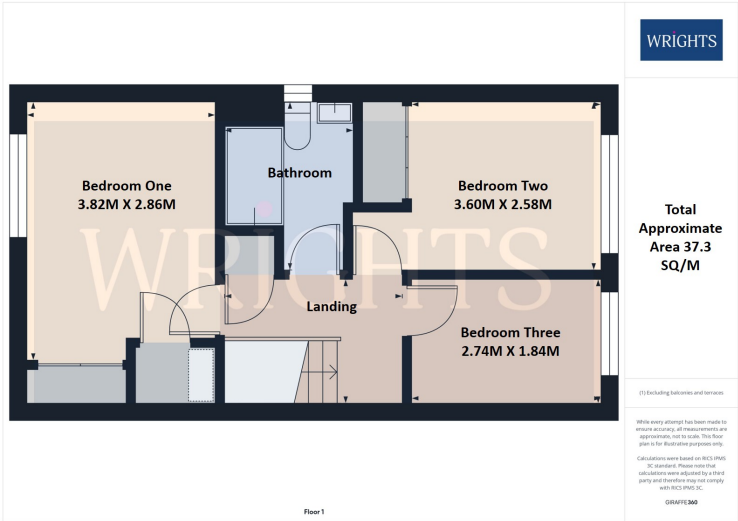 WRIGHTS
Bedroom One
3.82M X 2.86M
Bathroom
Bedroom Two
3.60M X 2.58M
WRIGHTS
Landing
Bedroom Three
2.74M X 1.84M
Floor 1
Total
Approximate
Area 37.3
SQ/M
(1) Excluding balconies and terraces
While every attempt has been made to
ensure accuracy, all measurements are
approximate, not to scale. This floor
plan is for illustrative purposes only.
Calculations were based on RICS IPMS
3C standard. Please note that
calculations were adjusted by a third
party and therefore may not comply
with RICS IPMS 3C.
GIRAFFE360